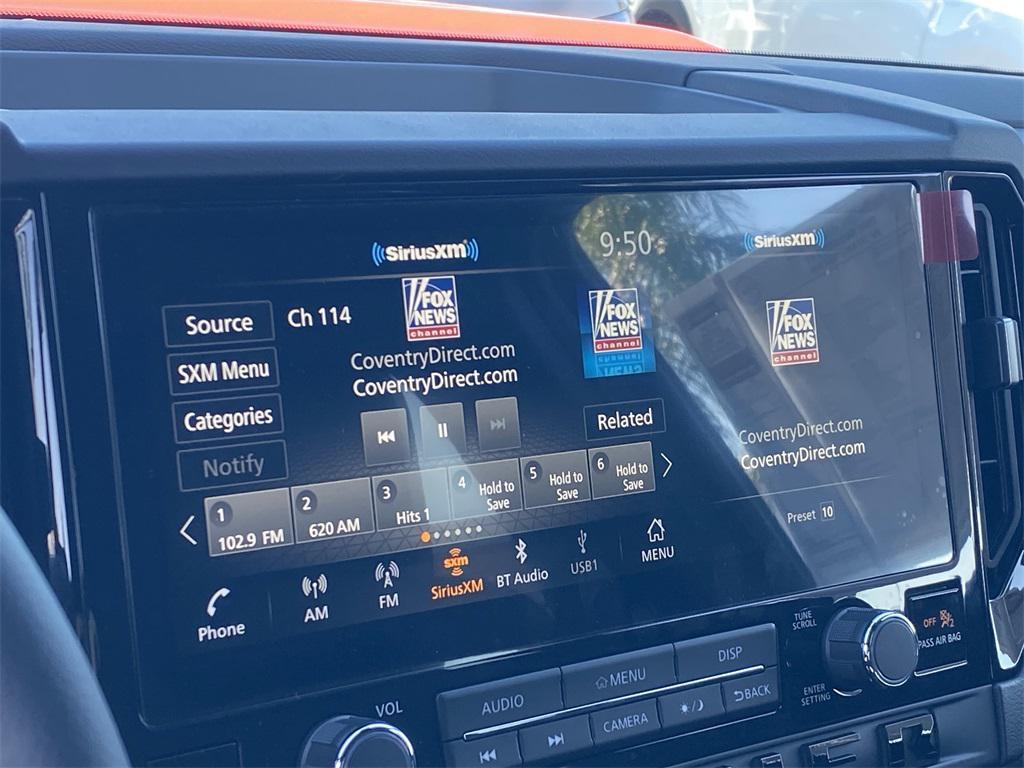 SiriusXM
9:50
SiriusXM
Source
Ch 114
FOX
NEWS
channel
FOX
NEWS
channel
FOX
NEWS
channel
SXM Menu
CoventryDirect.com
CoventryDirect.com
Categories
Related
CoventryDirect.com
CoventryDirect.com
Notify
1
102.9 FM
2
620 AM
3
Hits 1
4
Hold to
Save
5
Hold to
Save
6
Hold to
Save
Preset 10
Phone
AM
FM
sxm
SiriusXM
BT Audio
USB1
MENU
VOL
AUDIO
MENU
DISP
CAMERA
BACK
TUNE
SCROLL
ENTER
SETTING
OFF
2
PASS AIR BAG